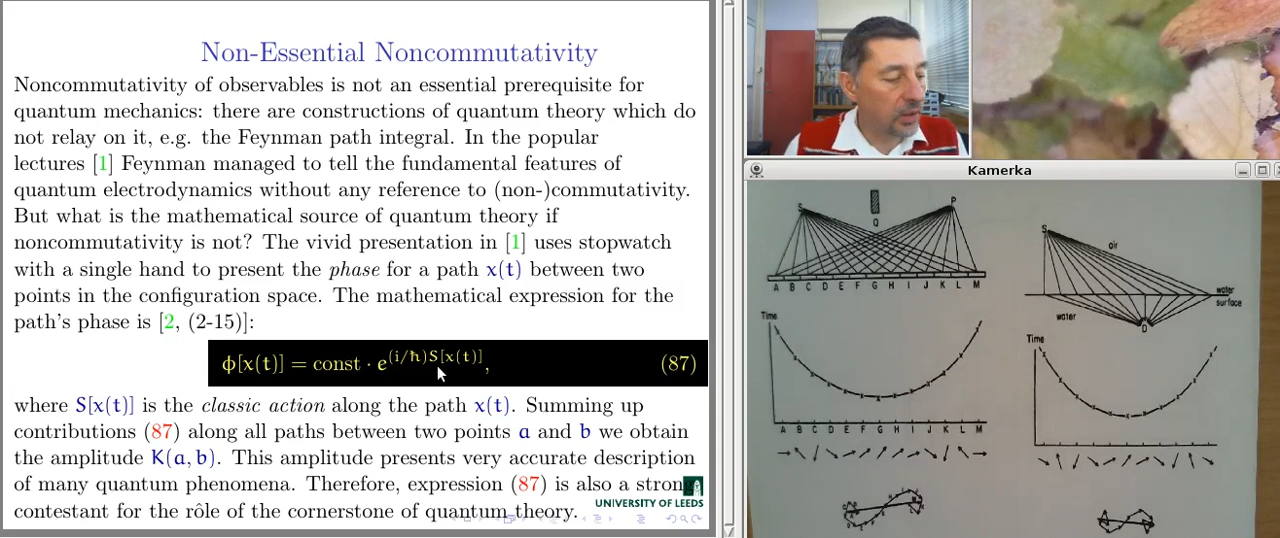 Non-Essential Noncommutativity
Noncommutativity of observables is not an essential prerequisite for
quantum mechanics: there are constructions of quantum theory which do
not relay on it, e.g. the Feynman path integral. In the popular
lectures [1] Feynman managed to tell the fundamental features of
quantum electrodynamics without any reference to (non-)commutativity.
But what is the mathematical source of quantum theory if
noncommutativity is not? The vivid presentation in [1] uses stopwatch
with a single hand to present the phase for a path x(t) between two
points in the configuration space. The mathematical expression for the
path's phase is [2, (2-15)]:
ϕ[x(t)] = const · e^{(i/ħ)S[x(t)]}, (87)
where S[x(t)] is the classic action along the path x(t). Summing up
contributions (87) along all paths between two points a and b we obtain
the amplitude K(a, b). This amplitude presents very accurate description
of many quantum phenomena. Therefore, expression (87) is also a strong
contestant for the rôle of the cornerstone of quantum theory.
UNIVERSITY OF LEEDS
Kamerka
S P
Q
A B C D E F G H I J K L M
Time
A B C D E F G H I J K L M
S
air
water
surface
water
D
Time